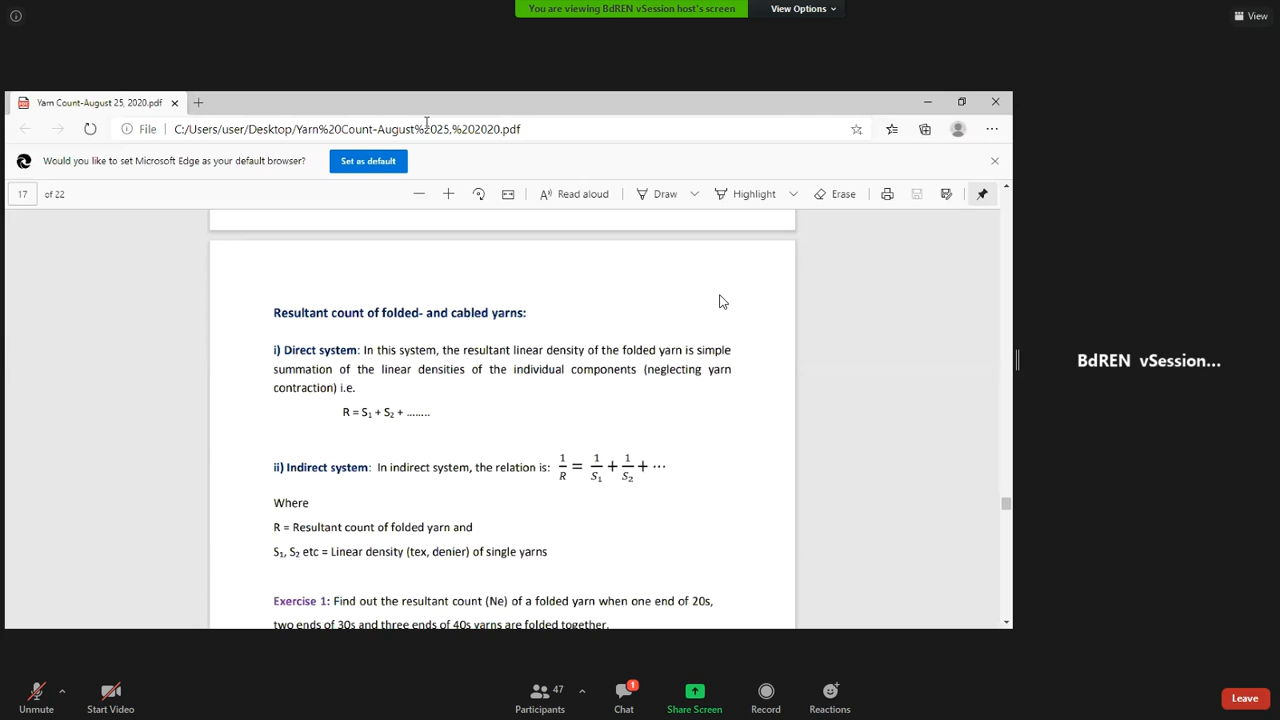 You are viewing BdREN vSession host's screen
View Options
View
Yarn Count-August 25, 2020.pdf
File
C:/Users/user/Desktop/Yarn%20Count-August%2025,%202020.pdf
Would you like to set Microsoft Edge as your default browser?
Set as default
17 of 22
Read aloud
Draw
Highlight
Erase
Resultant count of folded- and cabled yarns:
i) Direct system: In this system, the resultant linear density of the folded yarn is simple
summation of the linear densities of the individual components (neglecting yarn
contraction) i.e.
R = S₁ + S₂ + ........
ii) Indirect system: In indirect system, the relation is: 1/R = 1/S₁ + 1/S₂ + ⋯
Where
R = Resultant count of folded yarn and
S₁, S₂ etc = Linear density (tex, denier) of single yarns
Exercise 1: Find out the resultant count (Ne) of a folded yarn when one end of 20s,
two ends of 30s and three ends of 40s yarns are folded together.
BdREN vSession...
Unmute
Start Video
47
Participants
1
Chat
Share Screen
Record
Reactions
Leave